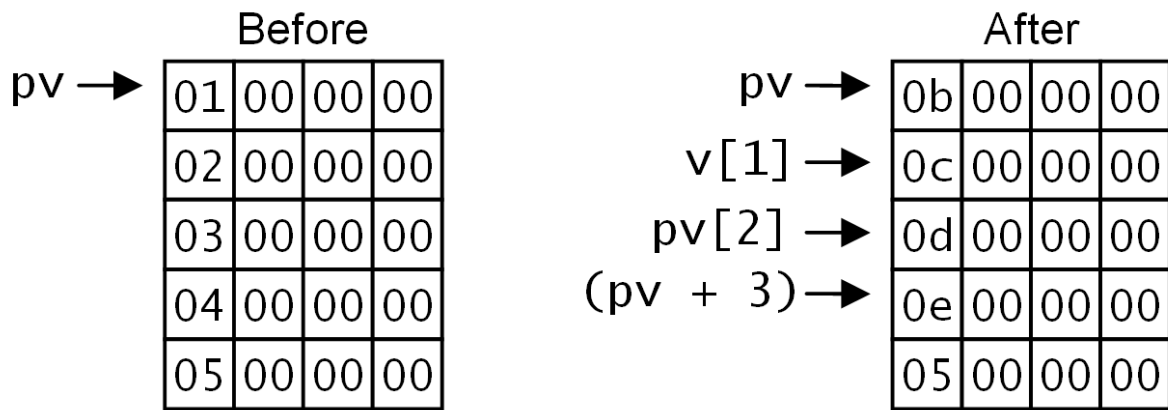 Before
pv
01 00 00 00
02 00 00 00
03 00 00 00
04 00 00 00
05 00 00 00
After
pv
0b 00 00 00
v[1]
0c 00 00 00
pv[2]
0d 00 00 00
(pv + 3)
0e 00 00 00
05 00 00 00